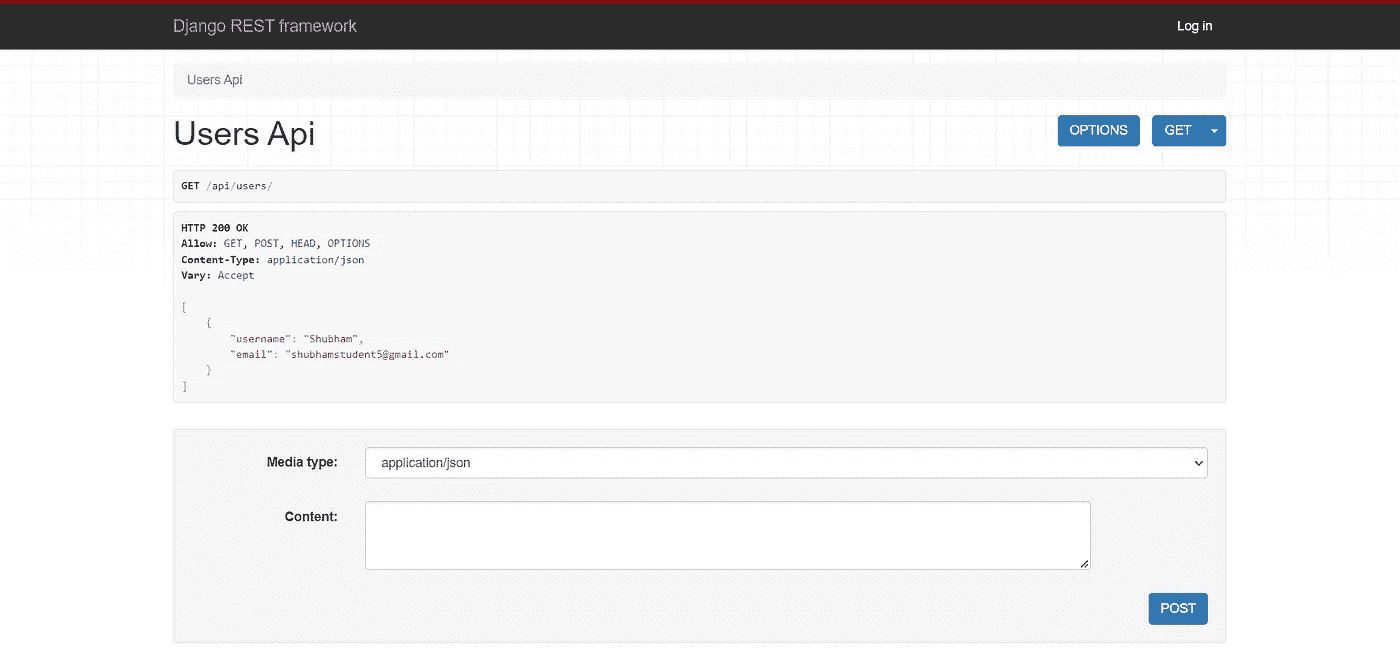 Django REST framework
Log in
Users Api
Users Api
OPTIONS
GET
GET /api/users/
HTTP 200 OK
Allow: GET, POST, HEAD, OPTIONS
Content-Type: application/json
Vary: Accept
[
    {
        "username": "Shubham",
        "email": "shubhamstudent5@gmail.com"
    }
]
Media type:
application/json
Content:
POST